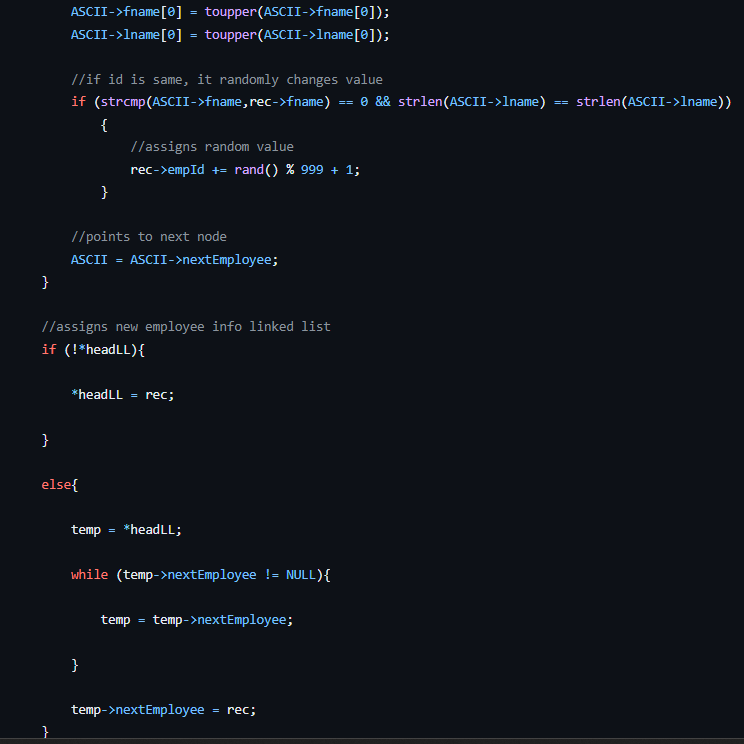 ASCII->fname[0] = toupper(ASCII->fname[0]);
ASCII->lname[0] = toupper(ASCII->lname[0]);
//if id is same, it randomly changes value
if (strcmp(ASCII->fname,rec->fname) == 0 && strlen(ASCII->lname) == strlen(ASCII->lname))
{
//assigns random value
rec->empId += rand() % 999 + 1;
}
//points to next node
ASCII = ASCII->nextEmployee;
}
//assigns new employee info linked list
if (!*headLL){
*headLL = rec;
}
else{
temp = *headLL;
while (temp->nextEmployee != NULL){
temp = temp->nextEmployee;
}
temp->nextEmployee = rec;
}